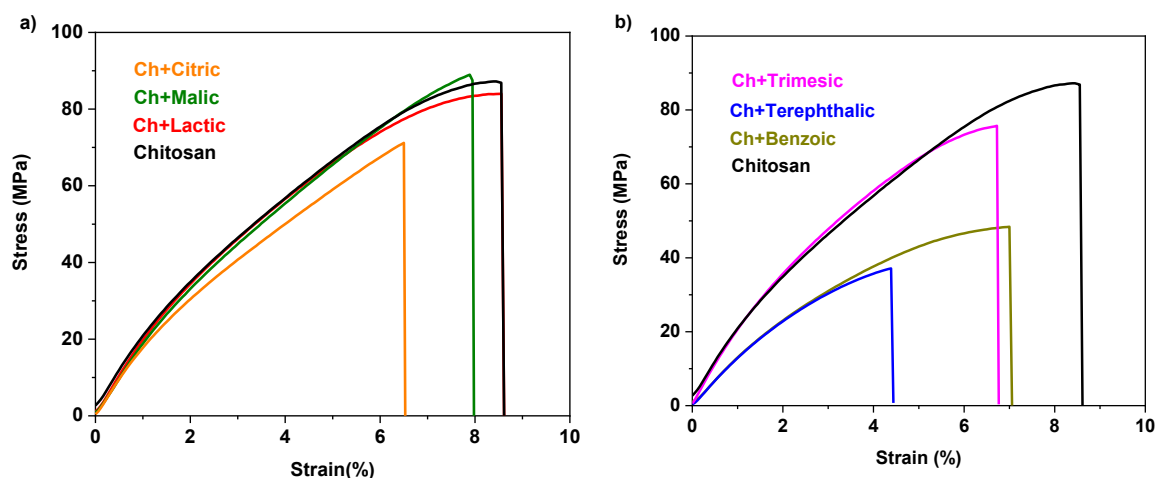 a)
100
80
60
40
20
0
Stress (MPa)
Ch+Citric
Ch+Malic
Ch+Lactic
Chitosan
0 2 4 6 8 10
Strain(%)
b)
100
80
60
40
20
0
Stress (MPa)
Ch+Trimesic
Ch+Terephthalic
Ch+Benzoic
Chitosan
0 2 4 6 8 10
Strain (%)